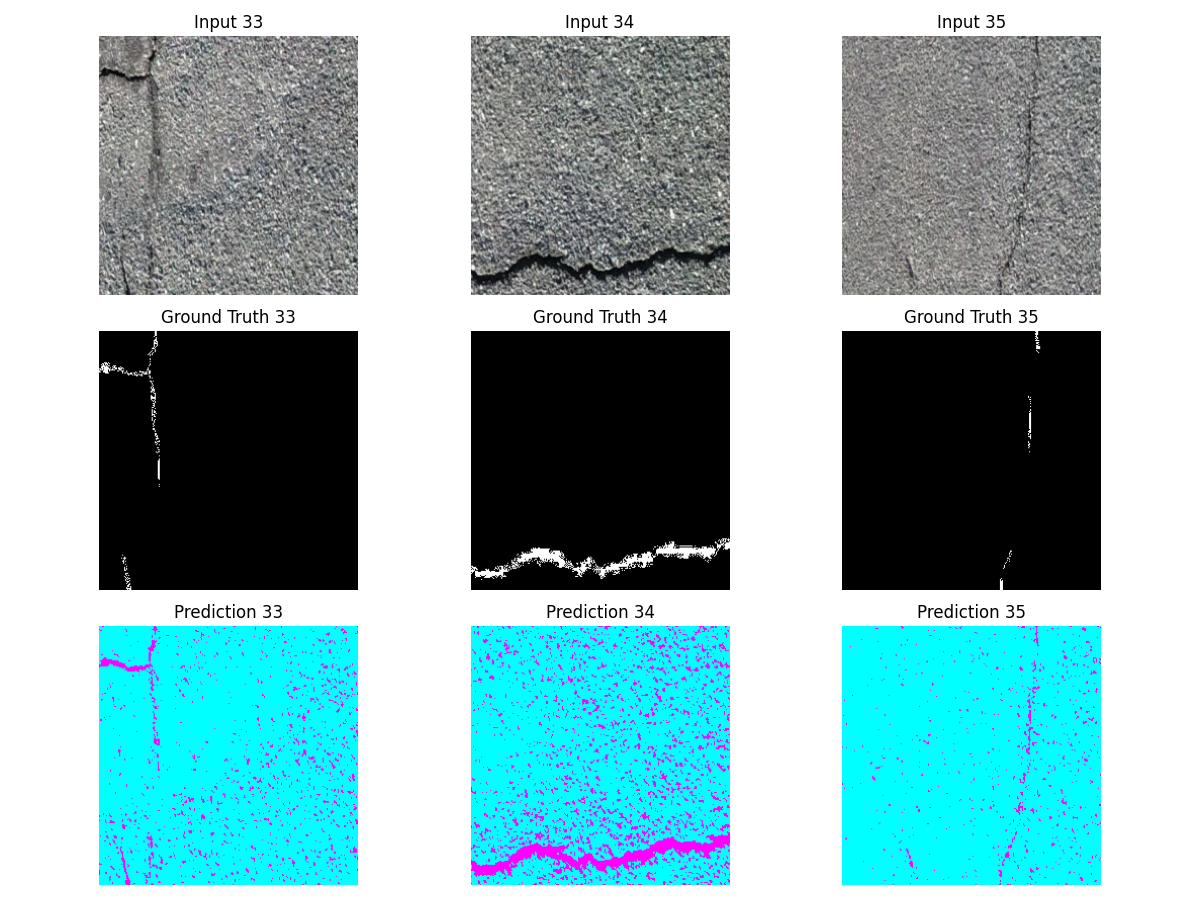 Input 33
Input 34
Input 35
Ground Truth 33
Ground Truth 34
Ground Truth 35
Prediction 33
Prediction 34
Prediction 35